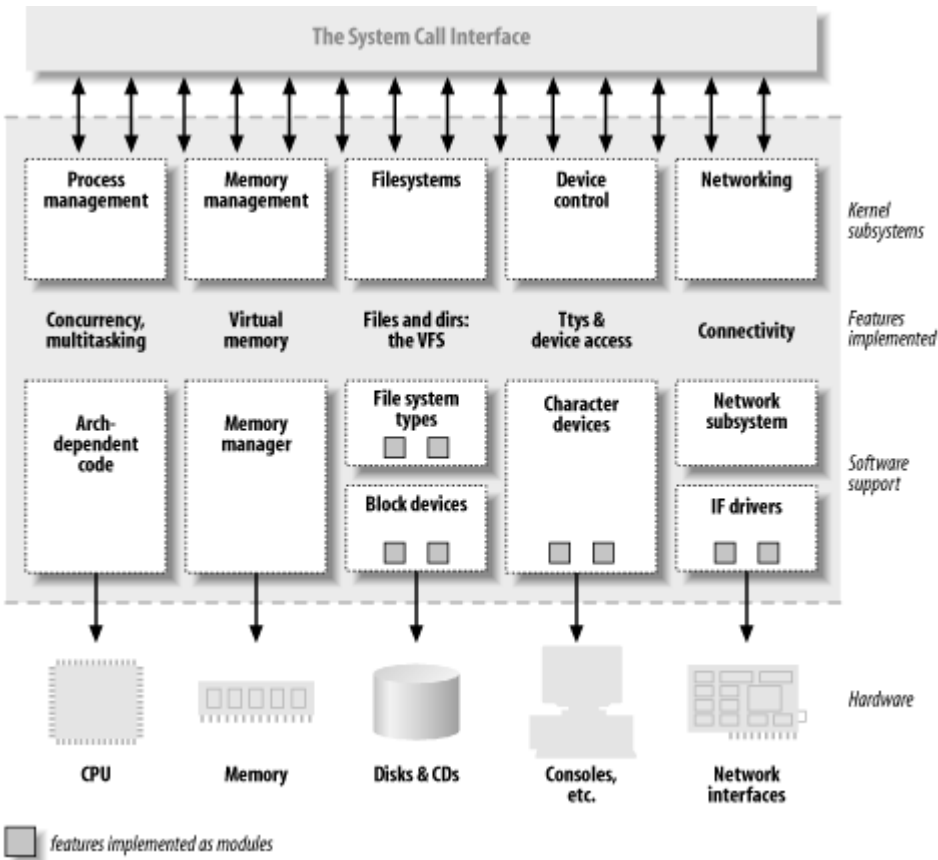 The System Call Interface
Process
management
Memory
management
Filesystems
Device
control
Networking
Kernel
subsystems
Concurrency,
multitasking
Virtual
memory
Files and dirs:
the VFS
Ttys &
device access
Connectivity
Features
implemented
Arch-
dependent
code
Memory
manager
File system
types
Block devices
Character
devices
Network
subsystem
IF drivers
Software
support
Hardware
CPU
Memory
Disks & CDs
Consoles,
etc.
Network
interfaces
features implemented as modules